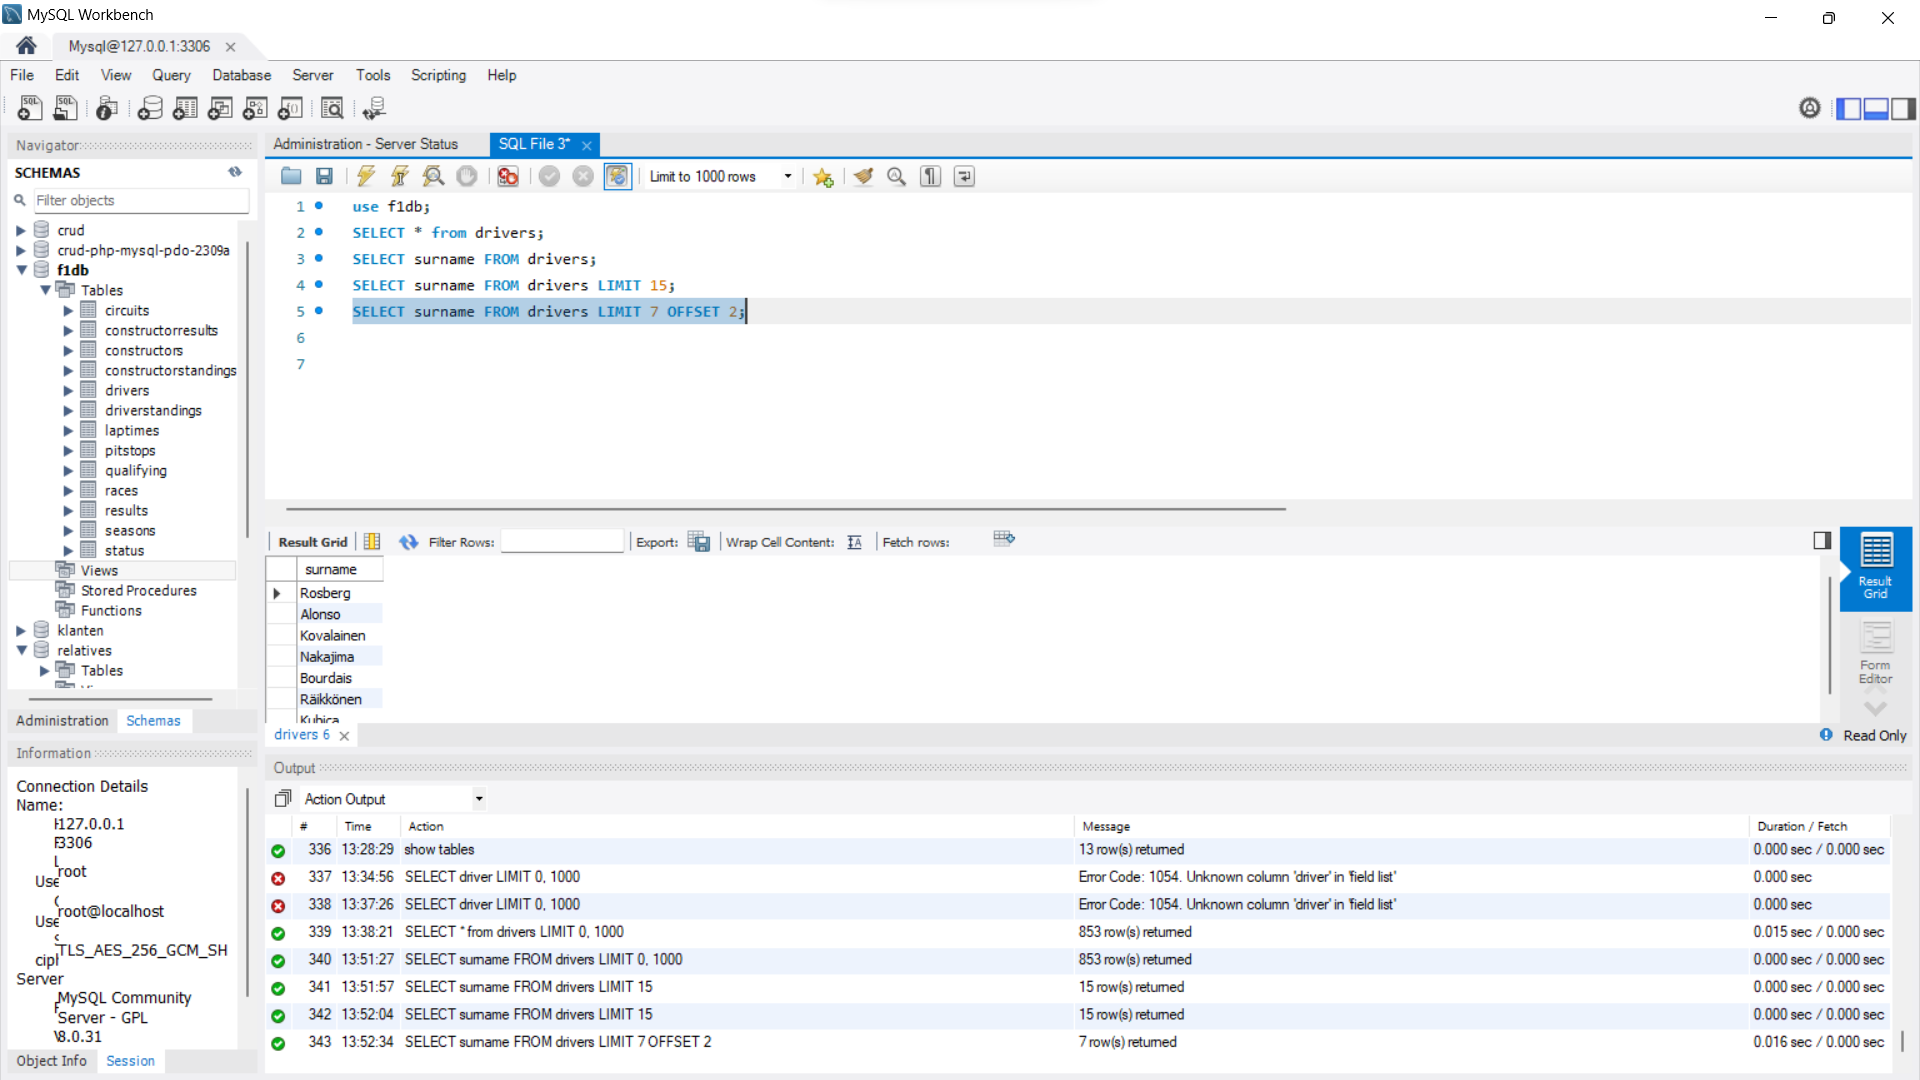 MySQL Workbench
Mysql@127.0.0.1:3306
File Edit View Query Database Server Tools Scripting Help
Navigator
SCHEMAS
Filter objects
crud
crud-php-mysql-pdo-2309a
f1db
Tables
circuits
constructorresults
constructors
constructorstandings
drivers
driverstandings
laptimes
pitstops
qualifying
races
results
seasons
status
Views
Stored Procedures
Functions
klanten
relatives
Tables
Administration Schemas
Information
Connection Details
Name:
127.0.0.1
3306
root
Use
root@localhost
Use
TLS_AES_256_GCM_SH
ciph
Server
MySQL Community
Server - GPL
8.0.31
Object Info Session
Administration - Server Status SQL File 3*
Limit to 1000 rows
1 use f1db;
2 SELECT * from drivers;
3 SELECT surname FROM drivers;
4 SELECT surname FROM drivers LIMIT 15;
5 SELECT surname FROM drivers LIMIT 7 OFFSET 2;
6
7
Result Grid Filter Rows: Export: Wrap Cell Content: Fetch rows:
surname
Rosberg
Alonso
Kovalainen
Nakajima
Bourdais
Räikkönen
Kubica
Result
Grid
Form
Editor
drivers 6
Read Only
Output
Action Output
# Time Action Message Duration / Fetch
336 13:28:29 show tables 13 row(s) returned 0.000 sec / 0.000 sec
337 13:34:56 SELECT driver LIMIT 0, 1000 Error Code: 1054. Unknown column 'driver' in 'field list' 0.000 sec
338 13:37:26 SELECT driver LIMIT 0, 1000 Error Code: 1054. Unknown column 'driver' in 'field list' 0.000 sec
339 13:38:21 SELECT * from drivers LIMIT 0, 1000 853 row(s) returned 0.015 sec / 0.000 sec
340 13:51:27 SELECT surname FROM drivers LIMIT 0, 1000 853 row(s) returned 0.000 sec / 0.000 sec
341 13:51:57 SELECT surname FROM drivers LIMIT 15 15 row(s) returned 0.000 sec / 0.000 sec
342 13:52:04 SELECT surname FROM drivers LIMIT 15 15 row(s) returned 0.000 sec / 0.000 sec
343 13:52:34 SELECT surname FROM drivers LIMIT 7 OFFSET 2 7 row(s) returned 0.016 sec / 0.000 sec